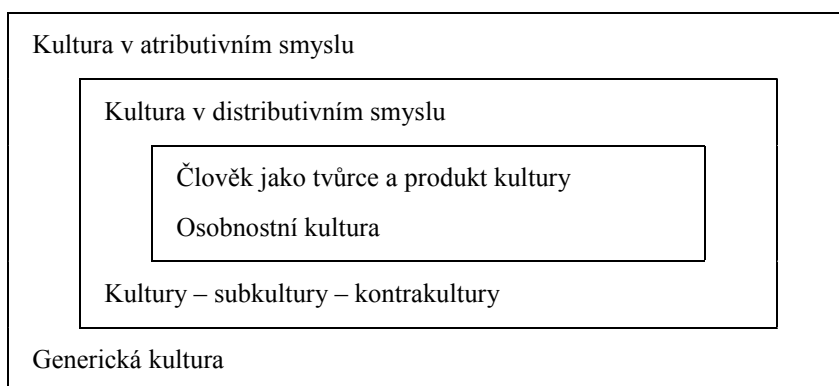 Kultura v atributivním smyslu
Kultura v distributivním smyslu
Člověk jako tvůrce a produkt kultury
Osobnostní kultura
Kultury – subkultury – kontrakultury
Generická kultura